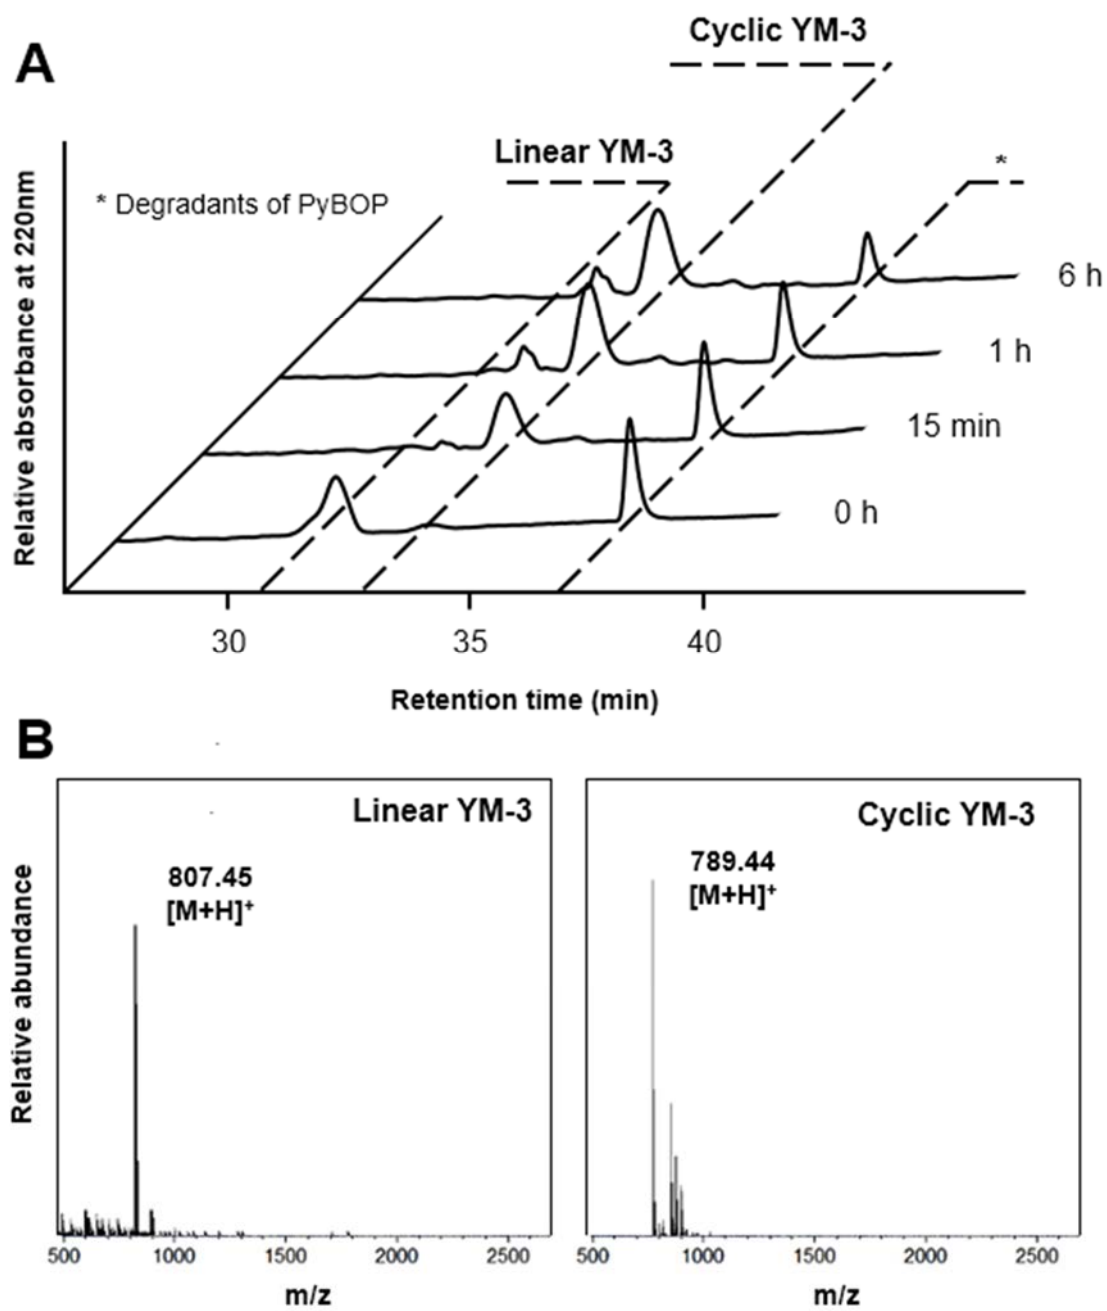 A
Cyclic YM-3
Linear YM-3
*
* Degradants of PyBOP
Relative absorbance at 220nm
6 h
1 h
15 min
0 h
30 35 40
Retention time (min)
B
Linear YM-3
807.45
[M+H]+
Cyclic YM-3
789.44
[M+H]+
Relative abundance
500 1000 1500 2000 2500
500 1000 1500 2000 2500
m/z
m/z